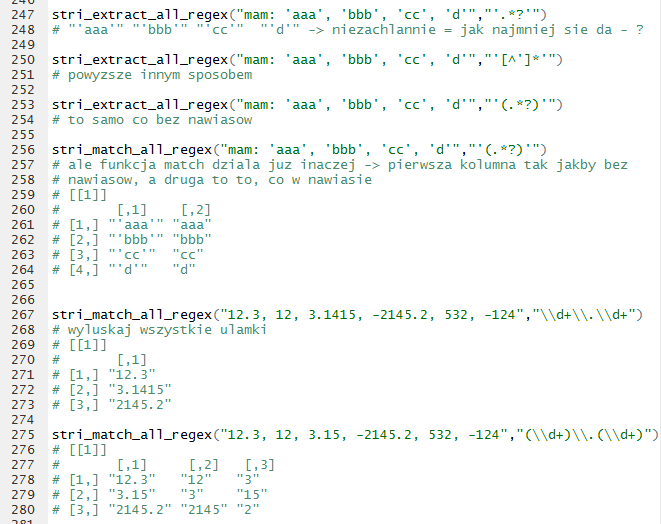 247 stri_extract_all_regex("mam: 'aaa', 'bbb', 'cc', 'd'","'.*?'")
248 # "'aaa'" "'bbb'" "'cc'"  "'d'" -> niezachlannie = jak najmniej sie da - ?
249
250 stri_extract_all_regex("mam: 'aaa', 'bbb', 'cc', 'd'","'[^']*'")
251 # powyzsze innym sposobem
252
253 stri_extract_all_regex("mam: 'aaa', 'bbb', 'cc', 'd'","'(.*?)'")
254 # to samo co bez nawiasow
255
256 stri_match_all_regex("mam: 'aaa', 'bbb', 'cc', 'd'","'(.*?)'")
257 # ale funkcja match dziala juz inaczej -> pierwsza kolumna tak jakby bez
258 # nawiasow, a druga to to, co w nawiasie
259 # [[1]]
260 #       [,1]    [,2]
261 # [1,] "'aaa'" "aaa"
262 # [2,] "'bbb'" "bbb"
263 # [3,] "'cc'"  "cc"
264 # [4,] "'d'"   "d"
265
266
267 stri_match_all_regex("12.3, 12, 3.1415, -2145.2, 532, -124","\\d+\\.\\d+")
268 # wyluskaj wszystkie ulamki
269 # [[1]]
270 #       [,1]
271 # [1,] "12.3"
272 # [2,] "3.1415"
273 # [3,] "2145.2"
274
275 stri_match_all_regex("12.3, 12, 3.15, -2145.2, 532, -124","(\\d+)\\.(\\d+)")
276 # [[1]]
277 #       [,1]     [,2]   [,3]
278 # [1,] "12.3"   "12"   "3"
279 # [2,] "3.15"   "3"    "15"
280 # [3,] "2145.2" "2145" "2"